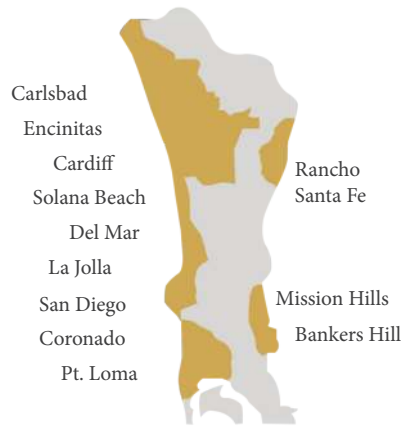 Carlsbad
Encinitas
Cardiff
Solana Beach
Del Mar
La Jolla
San Diego
Coronado
Pt. Loma
Rancho
Santa Fe
Mission Hills
Bankers Hill